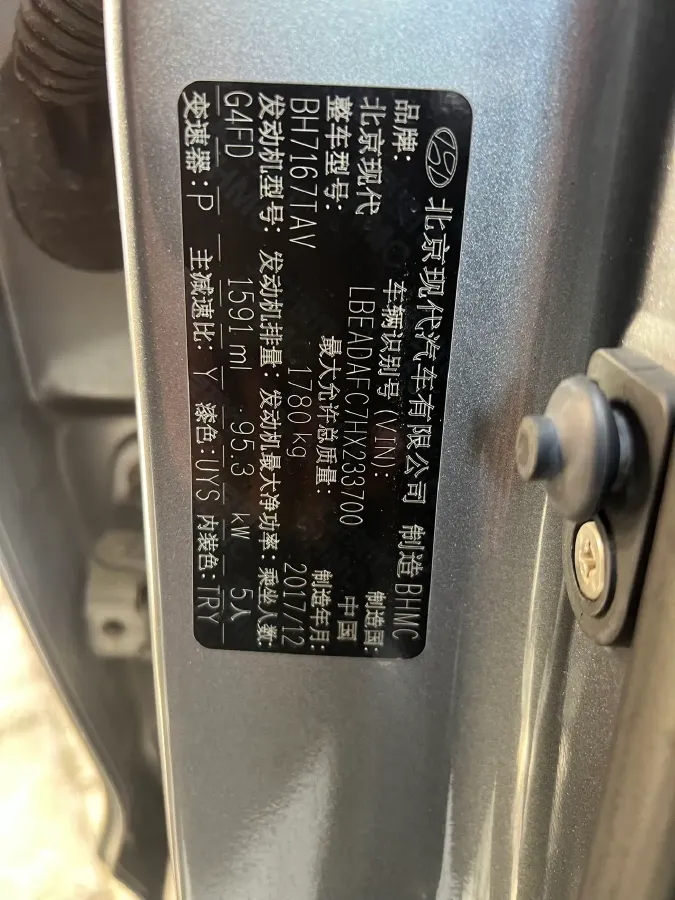 北京现代汽车有限公司 制造 BHMC
品牌: 车辆识别号(VIN): 制造国:
北京现代 LBEADAFC7HX233700 中国
整车型号: 最大允许总质量: 制造年月:
BH7167TAV 1780 kg 2017/12
发动机型号: 发动机排量: 发动机最大净功率: 乘坐人数:
G4FD 1591 ml 95.3 kW 5人
变速器: P 主减速比: Y 漆色: UYS 内装色: TRY